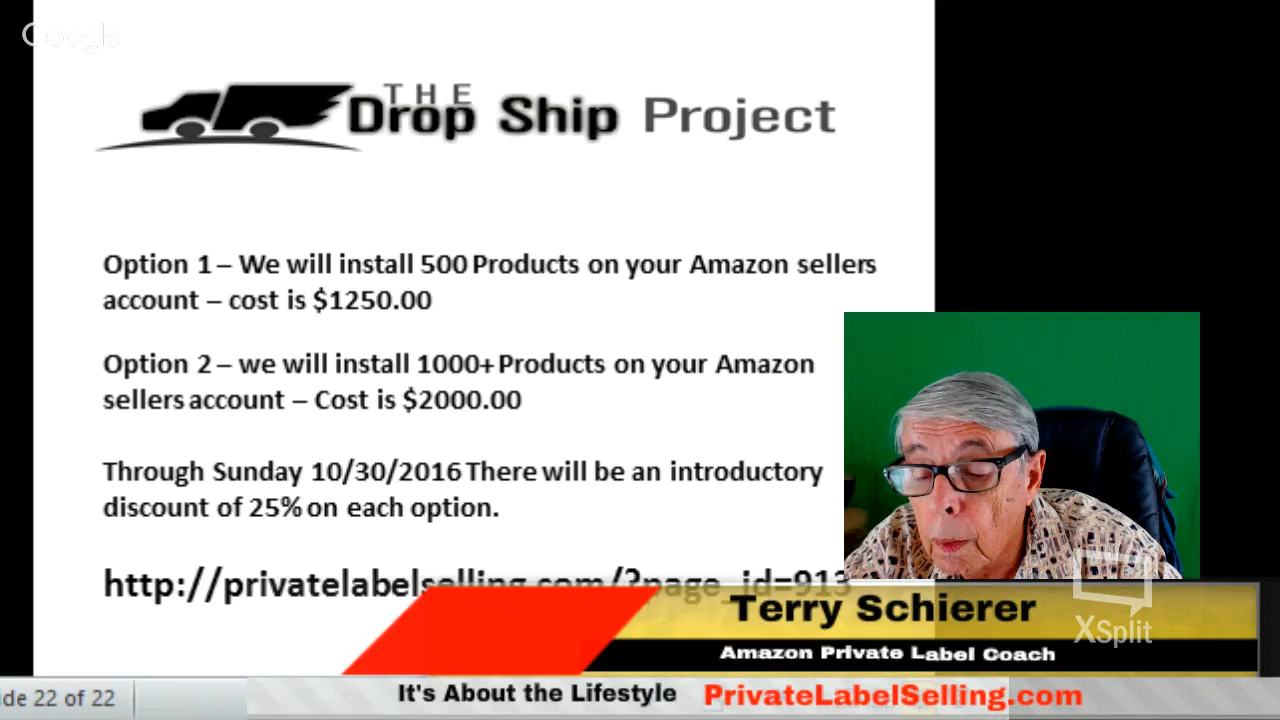 Google
THE
Drop Ship Project
Option 1 – We will install 500 Products on your Amazon sellers
account – cost is $1250.00
Option 2 – we will install 1000+ Products on your Amazon
sellers account – Cost is $2000.00
Through Sunday 10/30/2016 There will be an introductory
discount of 25% on each option.
http://privatelabelselling.com/?page_id=913
Terry Schierer
XSplit
Amazon Private Label Coach
de 22 of 22
It's About the Lifestyle PrivateLabelSelling.com